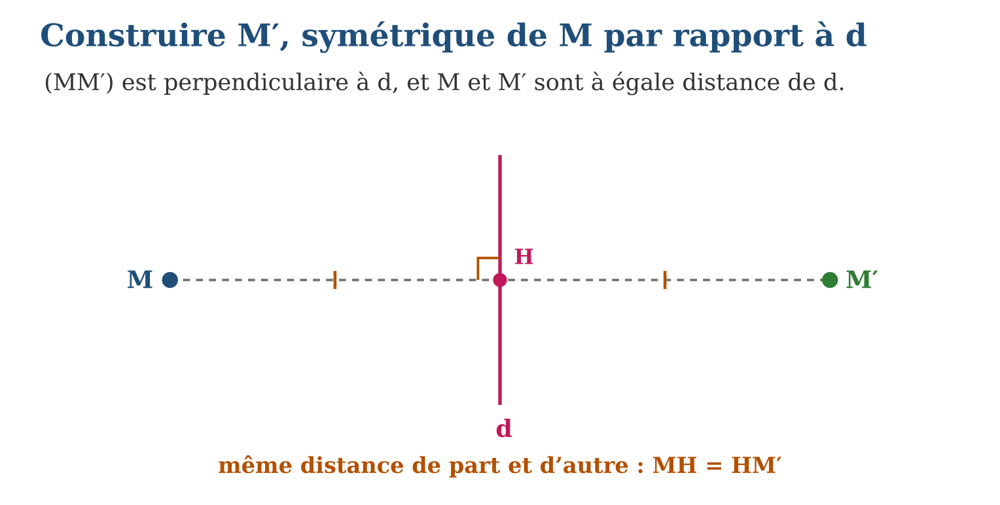 Construire M′, symétrique de M par rapport à d
(MM′) est perpendiculaire à d, et M et M′ sont à égale distance de d.
H
M
M′
d
même distance de part et d’autre : MH = HM′